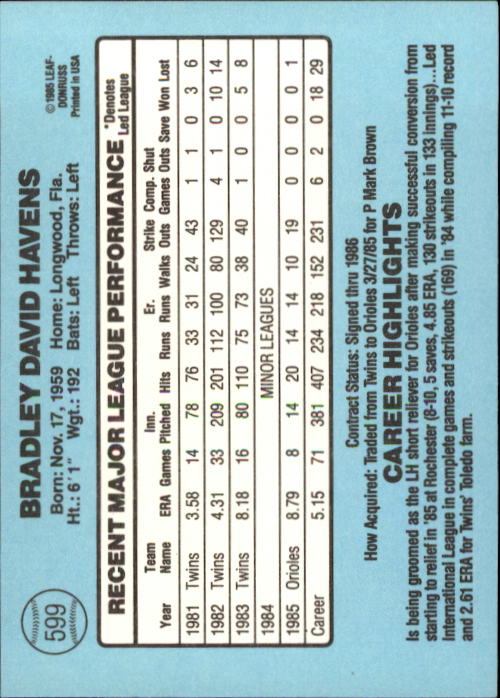 599
BRADLEY DAVID HAVENS
Born: Nov. 17, 1959 Home: Longwood, Fla.
Ht.: 6' 1" Wgt.: 192 Bats: Left Throws: Left
© 1985 LEAF-
DONRUSS
Printed in USA
RECENT MAJOR LEAGUE PERFORMANCE *Denotes
Led League
Team Inn. Er. Strike Comp. Shut
Year Name ERA Games Pitched Hits Runs Runs Walks Outs Games Outs Save Won Lost
1981 Twins 3.58 14 78 76 33 31 24 43 1 1 0 3 6
1982 Twins 4.31 33 209 201 112 100 80 129 4 1 0 10 14
1983 Twins 8.18 16 80 110 75 73 38 40 1 0 0 5 8
1984 MINOR LEAGUES
1985 Orioles 8.79 8 14 20 14 14 10 19 0 0 0 0 1
Career 5.15 71 381 407 234 218 152 231 6 2 0 18 29
Contract Status: Signed thru 1986
How Acquired: Traded from Twins to Orioles 3/27/85 for P Mark Brown
CAREER HIGHLIGHTS
Is being groomed as the LH short reliever for Orioles after making successful conversion from
starting to relief in '85 at Rochester (8-10, 5 saves, 4.85 ERA, 130 strikeouts in 133 innings)...Led
International League in complete games and strikeouts (169) in '84 while compiling 11-10 record
and 2.61 ERA for Twins' Toledo farm.